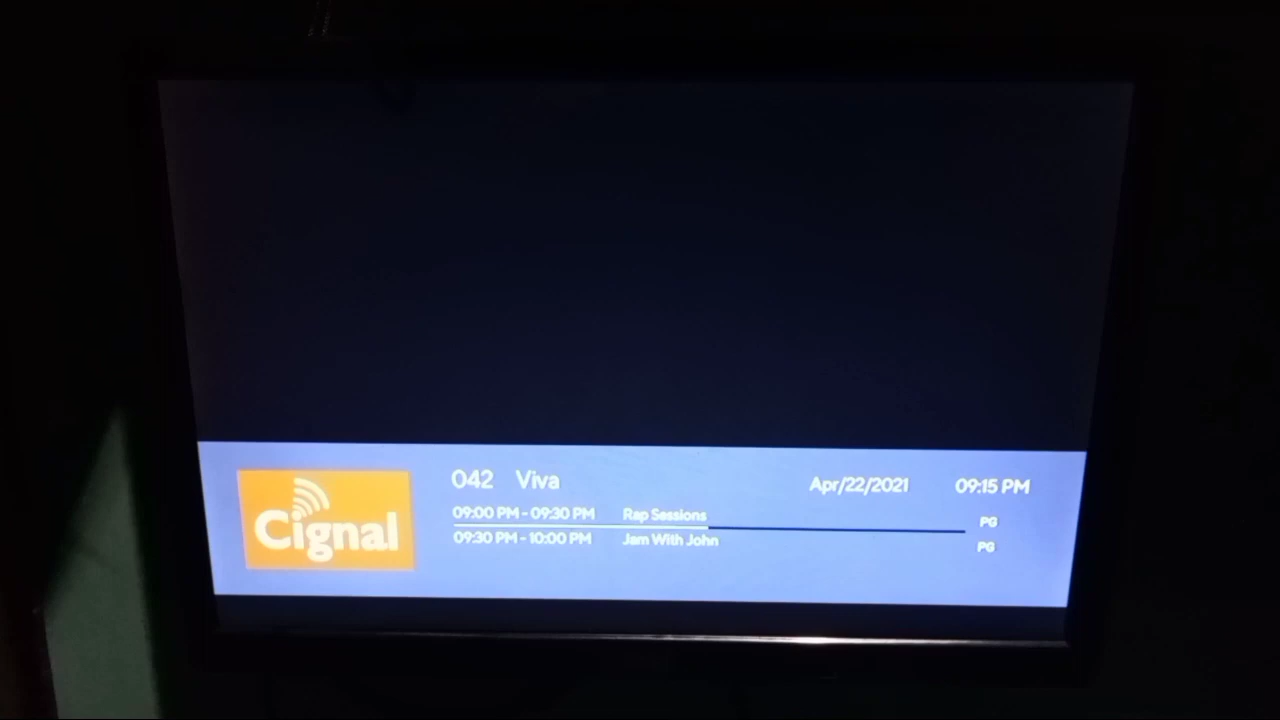 Cignal
042 Viva Apr/22/2021 09:15 PM
09:00 PM - 09:30 PM Rap Sessions PG
09:30 PM - 10:00 PM Jam With John PG